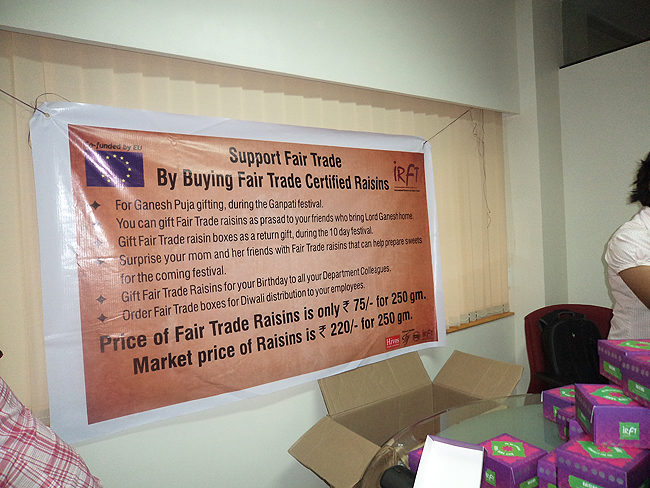 Co-funded by EU
Support Fair Trade
By Buying Fair Trade Certified Raisins
IRFT
For Ganesh Puja gifting, during the Ganpati festival.
You can gift Fair Trade raisins as prasad to your friends who bring Lord Ganesh home.
Gift Fair Trade raisin boxes as a return gift, during the 10 day festival.
Surprise your mom and her friends with Fair Trade raisins that can help prepare sweets
for the coming festival.
Gift Fair Trade Raisins for your Birthday to all your Department Colleagues.
Order Fair Trade boxes for Diwali distribution to your employees.
Price of Fair Trade Raisins is only ₹ 75/- for 250 gm.
Market price of Raisins is ₹ 220/- for 250 gm.
Hivos
IRFT
IRFT
IRFT